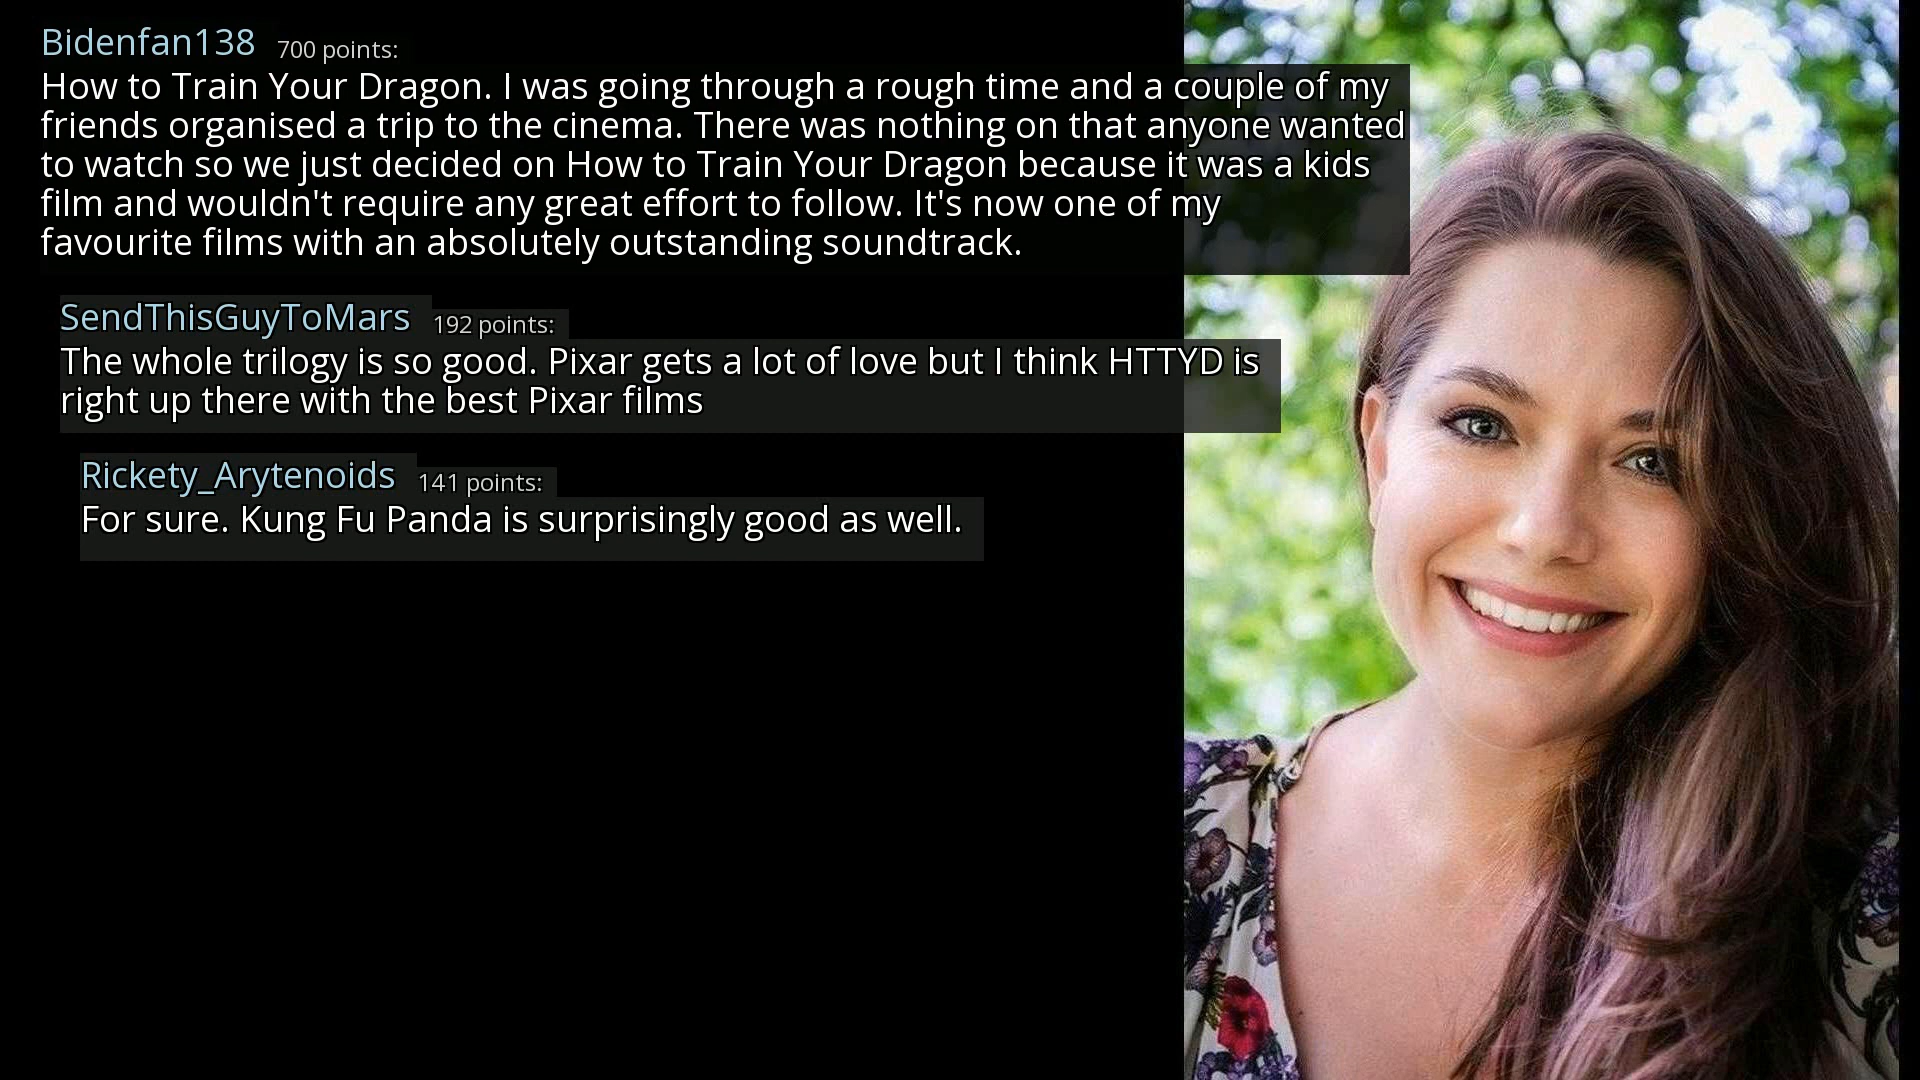 Bidenfan138 700 points:
How to Train Your Dragon. I was going through a rough time and a couple of my
friends organised a trip to the cinema. There was nothing on that anyone wanted
to watch so we just decided on How to Train Your Dragon because it was a kids
film and wouldn't require any great effort to follow. It's now one of my
favourite films with an absolutely outstanding soundtrack.
SendThisGuyToMars 192 points:
The whole trilogy is so good. Pixar gets a lot of love but I think HTTYD is
right up there with the best Pixar films
Rickety_Arytenoids 141 points:
For sure. Kung Fu Panda is surprisingly good as well.